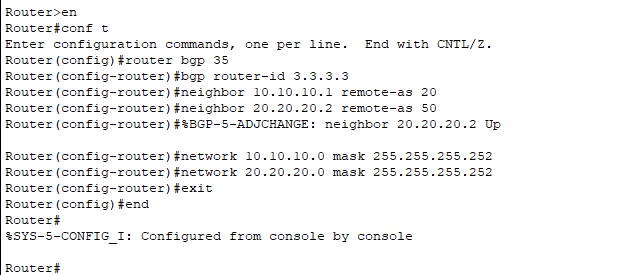 Router>en
Router#conf t
Enter configuration commands, one per line.  End with CNTL/Z.
Router(config)#router bgp 35
Router(config-router)#bgp router-id 3.3.3.3
Router(config-router)#neighbor 10.10.10.1 remote-as 20
Router(config-router)#neighbor 20.20.20.2 remote-as 50
Router(config-router)#%BGP-5-ADJCHANGE: neighbor 20.20.20.2 Up

Router(config-router)#network 10.10.10.0 mask 255.255.255.252
Router(config-router)#network 20.20.20.0 mask 255.255.255.252
Router(config-router)#exit
Router(config)#end
Router#
%SYS-5-CONFIG_I: Configured from console by console

Router#